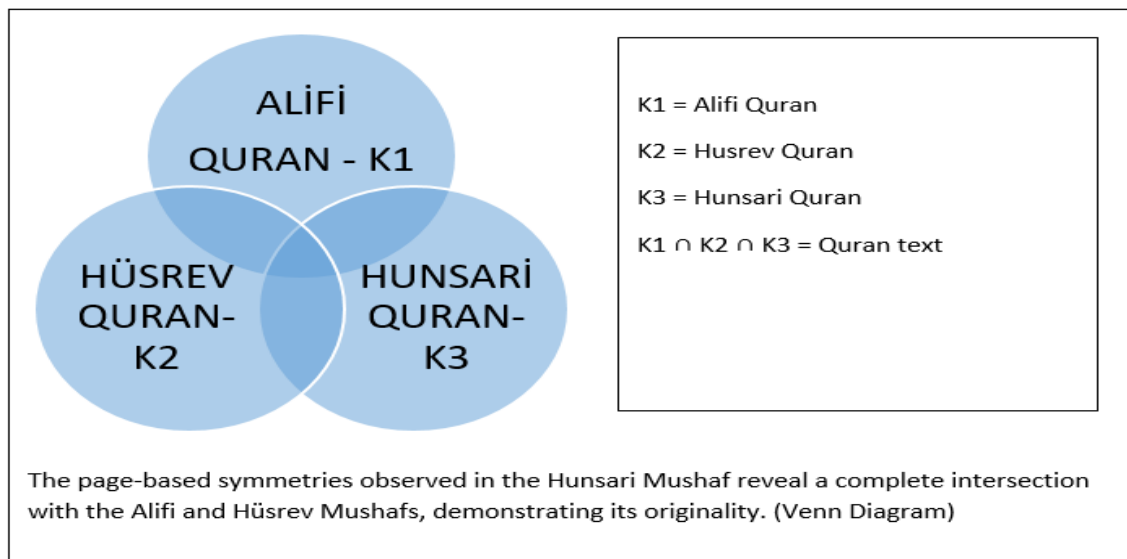 ALİFİ
QURAN - K1
HÜSREV
QURAN-
K2
HUNSARİ
QURAN-
K3
K1 = Alifi Quran
K2 = Husrev Quran
K3 = Hunsari Quran
K1 ∩ K2 ∩ K3 = Quran text
The page-based symmetries observed in the Hunsari Mushaf reveal a complete intersection
with the Alifi and Hüsrev Mushafs, demonstrating its originality. (Venn Diagram)